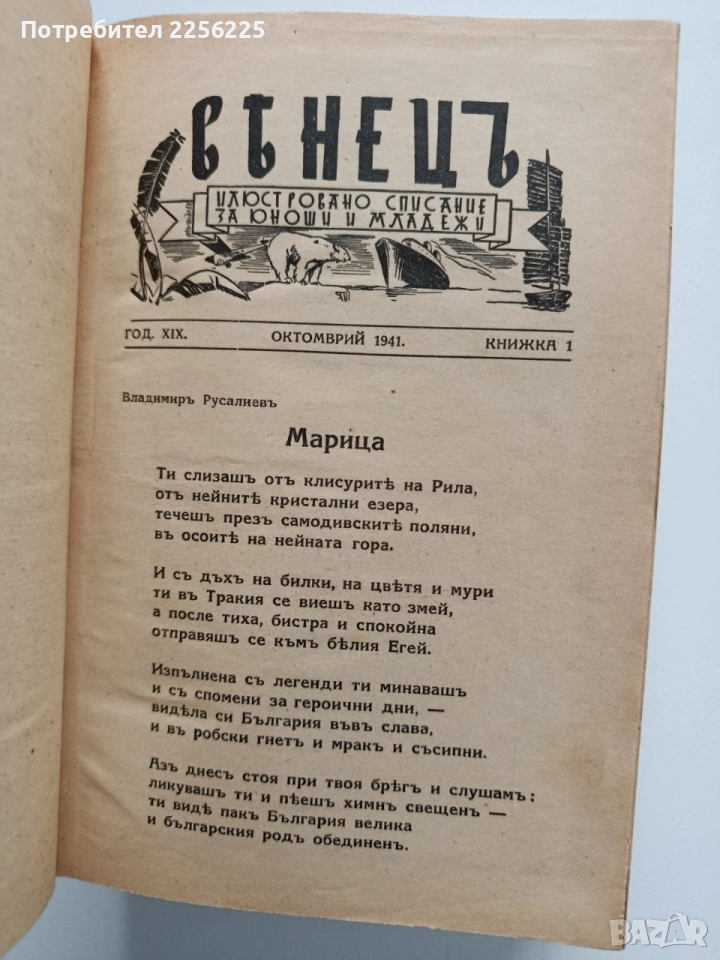 Потребител 2256225
ВѢНЕЦЪ
ИЛЮСТРОВАНО СПИСАНИЕ
ЗА ЮНОШИ И МЛАДЕЖИ
ГОД. XIX. ОКТОМВРИЙ 1941. КНИЖКА 1
Владимиръ Русалиевъ
Марица
Ти слизашъ отъ клисуритѣ на Рила,
отъ нейнитѣ кристални езера,
течешъ презъ самодивскитѣ поляни,
въ осоитѣ на нейната гора.
И съ дъхъ на билки, на цвѣтя и мури
ти въ Тракия се виешъ като змей,
а после тиха, бистра и спокойна
отправяшъ се къмъ бѣлия Егей.
Изпълнена съ легенди ти минавашъ
и съ спомени за героични дни, —
видѣла си България във слава,
и въ робски гнетъ и мракъ и съсипни.
Азъ днесъ стоя при твоя брѣгъ и слушамъ:
ликувашъ ти и пѣешъ химнъ свещенъ —
ти видѣ пакъ България велика
и българския родъ обединенъ.
BAZAR